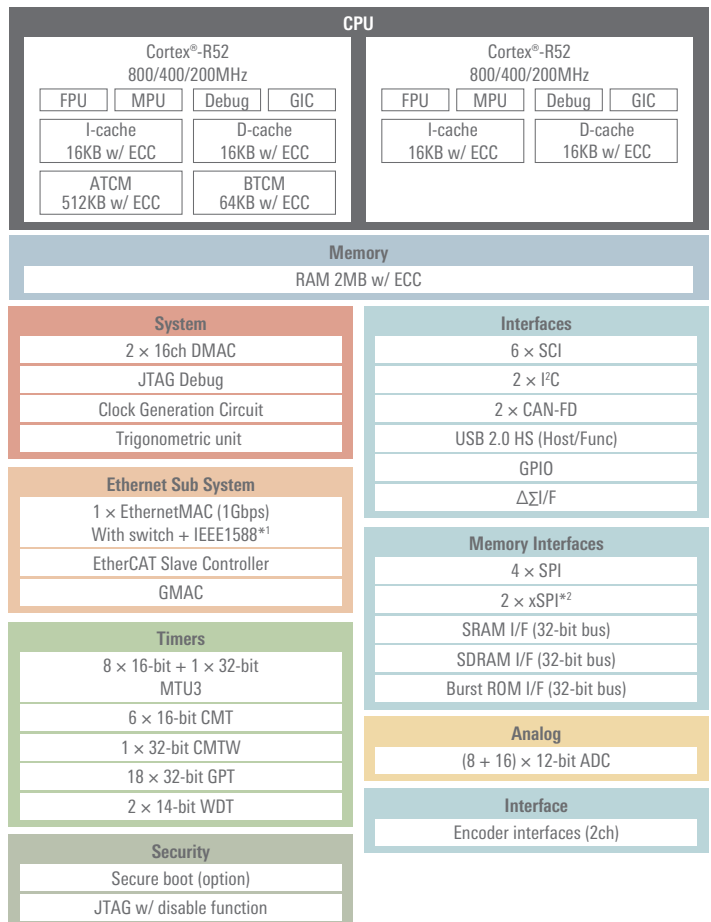 CPU
Cortex®-R52
800/400/200MHz
FPU MPU Debug GIC
I-cache
16KB w/ ECC
D-cache
16KB w/ ECC
ATCM
512KB w/ ECC
BTCM
64KB w/ ECC
Cortex®-R52
800/400/200MHz
FPU MPU Debug GIC
I-cache
16KB w/ ECC
D-cache
16KB w/ ECC
Memory
RAM 2MB w/ ECC
System
2 × 16ch DMAC
JTAG Debug
Clock Generation Circuit
Trigonometric unit
Ethernet Sub System
1 × EthernetMAC (1Gbps)
With switch + IEEE1588*1
EtherCAT Slave Controller
GMAC
Timers
8 × 16-bit + 1 × 32-bit
MTU3
6 × 16-bit CMT
1 × 32-bit CMTW
18 × 32-bit GPT
2 × 14-bit WDT
Security
Secure boot (option)
JTAG w/ disable function
Interfaces
6 × SCI
2 × I²C
2 × CAN-FD
USB 2.0 HS (Host/Func)
GPIO
ΔΣI/F
Memory Interfaces
4 × SPI
2 × xSPI*2
SRAM I/F (32-bit bus)
SDRAM I/F (32-bit bus)
Burst ROM I/F (32-bit bus)
Analog
(8 + 16) × 12-bit ADC
Interface
Encoder interfaces (2ch)